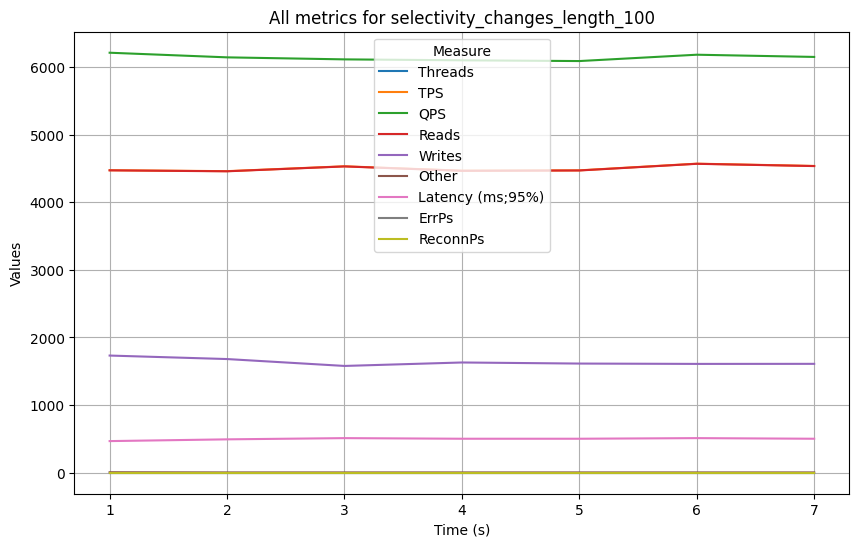 All metrics for selectivity_changes_length_100
Measure
Threads
TPS
QPS
Reads
Writes
Other
Latency (ms;95%)
ErrPs
ReconnPs
6000
5000
4000
3000
2000
1000
0
Values
1 2 3 4 5 6 7
Time (s)